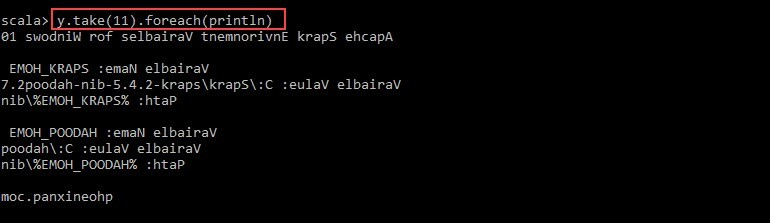 scala> y.take(11).foreach(println)
01 swodniW rof selbairaV tnemnorivnE krapS ehcapA
EMOH_KRAPS :emaN elbairaV
7.2poodah-nib-5.4.2-kraps\krapS\:C :eulaV elbairaV
nib\%EMOH_KRAPS% :htaP
EMOH_POODAH :emaN elbairaV
poodah\:C :eulaV elbairaV
nib\%EMOH_POODAH% :htaP
moc.panxineohp